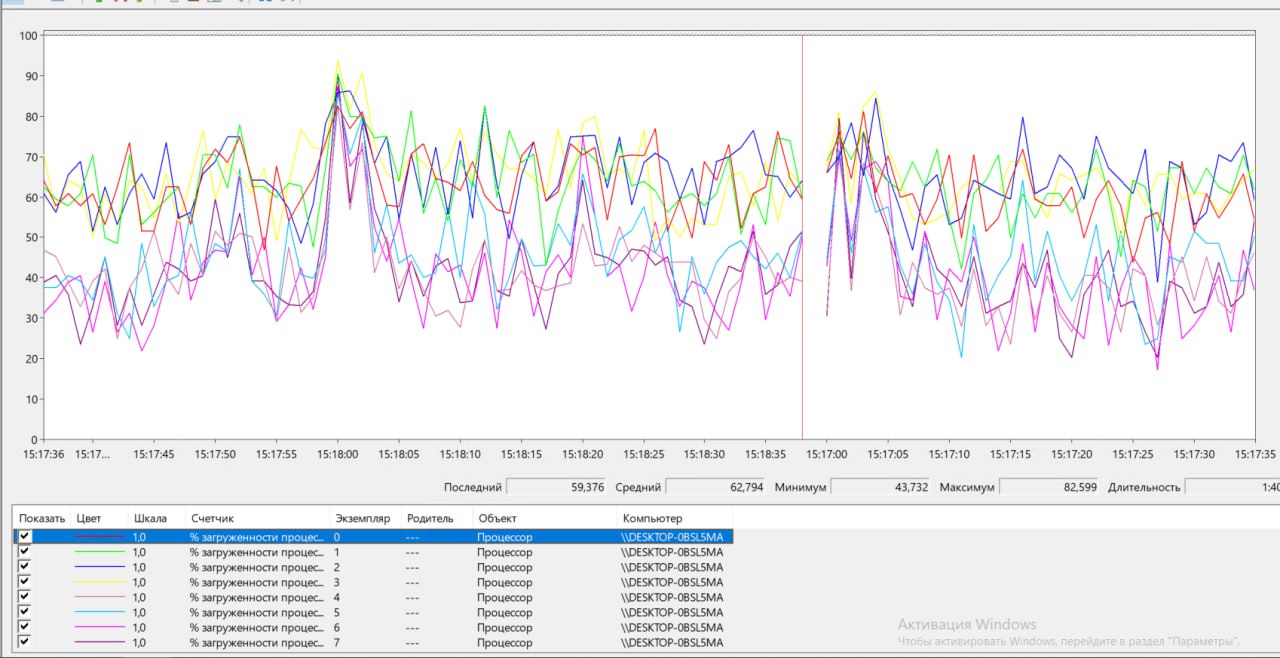 100
90
80
70
60
50
40
30
20
10
0
15:17:36 15:17... 15:17:45 15:17:50 15:17:55 15:18:00 15:18:05 15:18:10 15:18:15 15:18:20 15:18:25 15:18:30 15:18:35 15:17:00 15:17:05 15:17:10 15:17:15 15:17:20 15:17:25 15:17:30 15:17:35
Последний 59,376 Средний 62,794 Минимум 43,732 Максимум 82,599 Длительность 1:40
Показать Цвет Шкала Счетчик Экземпляр Родитель Объект Компьютер
1,0 % загруженности процес... 0 --- Процессор \\DESKTOP-0BSL5MA
1,0 % загруженности процес... 1 --- Процессор \\DESKTOP-0BSL5MA
1,0 % загруженности процес... 2 --- Процессор \\DESKTOP-0BSL5MA
1,0 % загруженности процес... 3 --- Процессор \\DESKTOP-0BSL5MA
1,0 % загруженности процес... 4 --- Процессор \\DESKTOP-0BSL5MA
1,0 % загруженности процес... 5 --- Процессор \\DESKTOP-0BSL5MA
1,0 % загруженности процес... 6 --- Процессор \\DESKTOP-0BSL5MA
1,0 % загруженности процес... 7 --- Процессор \\DESKTOP-0BSL5MA
Активация Windows
Чтобы активировать Windows, перейдите в раздел "Параметры".